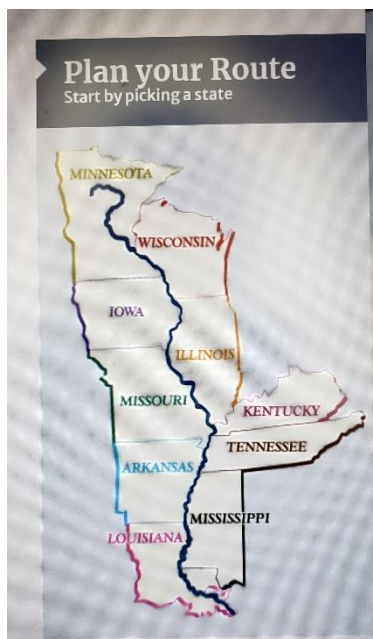 Plan your Route
Start by picking a state
MINNESOTA
WISCONSIN
IOWA
ILLINOIS
MISSOURI
KENTUCKY
TENNESSEE
ARKANSAS
MISSISSIPPI
LOUISIANA